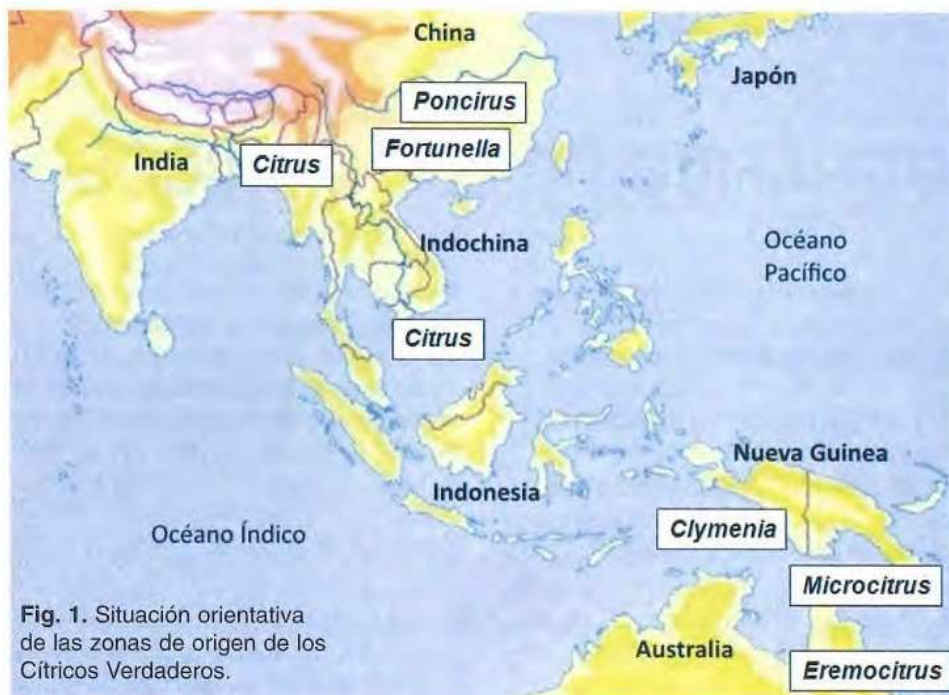 China
Japón
Poncirus
Fortunella
India
Citrus
Indochina
Océano
Pacífico
Citrus
Nueva Guinea
Indonesia
Clymenia
Océano Índico
Microcitrus
Fig. 1. Situación orientativa
de las zonas de origen de los
Cítricos Verdaderos.
Australia
Eremocitrus